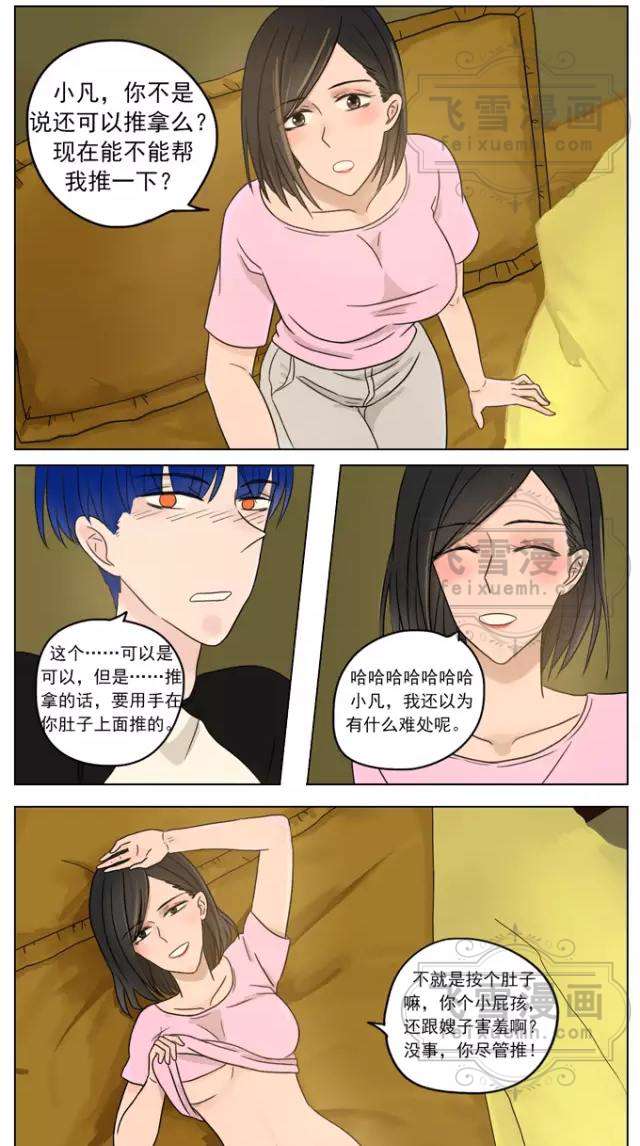 小凡，你不是
说还可以推拿么？
现在能不能帮
我推一下？
飞雪漫画
feixuemh.com
这个……可以是
可以，但是……推
拿的话，要用手在
你肚子上面推的。
飞雪漫画
feixuemh.com
哈哈哈哈哈哈哈
小凡，我还以为
有什么难处呢。
飞雪漫画
feixuemh.com
不就是按个肚子
嘛，你个小屁孩，
还跟嫂子害羞啊？
没事，你尽管推！